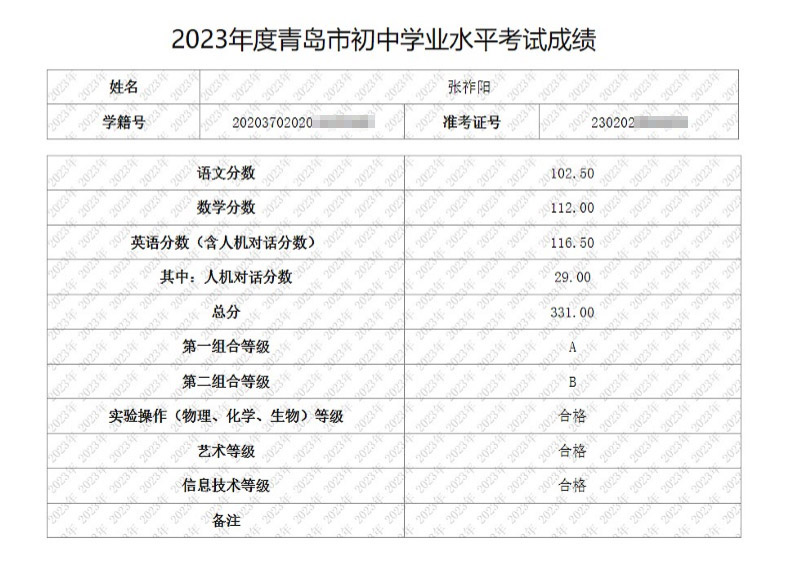 2023年度青岛市初中学业水平考试成绩
姓名 张祚阳
学籍号 20203702020 准考证号 230202
语文分数 102.50
数学分数 112.00
英语分数（含人机对话分数） 116.50
其中：人机对话分数 29.00
总分 331.00
第一组合等级 A
第二组合等级 B
实验操作（物理、化学、生物）等级 合格
艺术等级 合格
信息技术等级 合格
备注